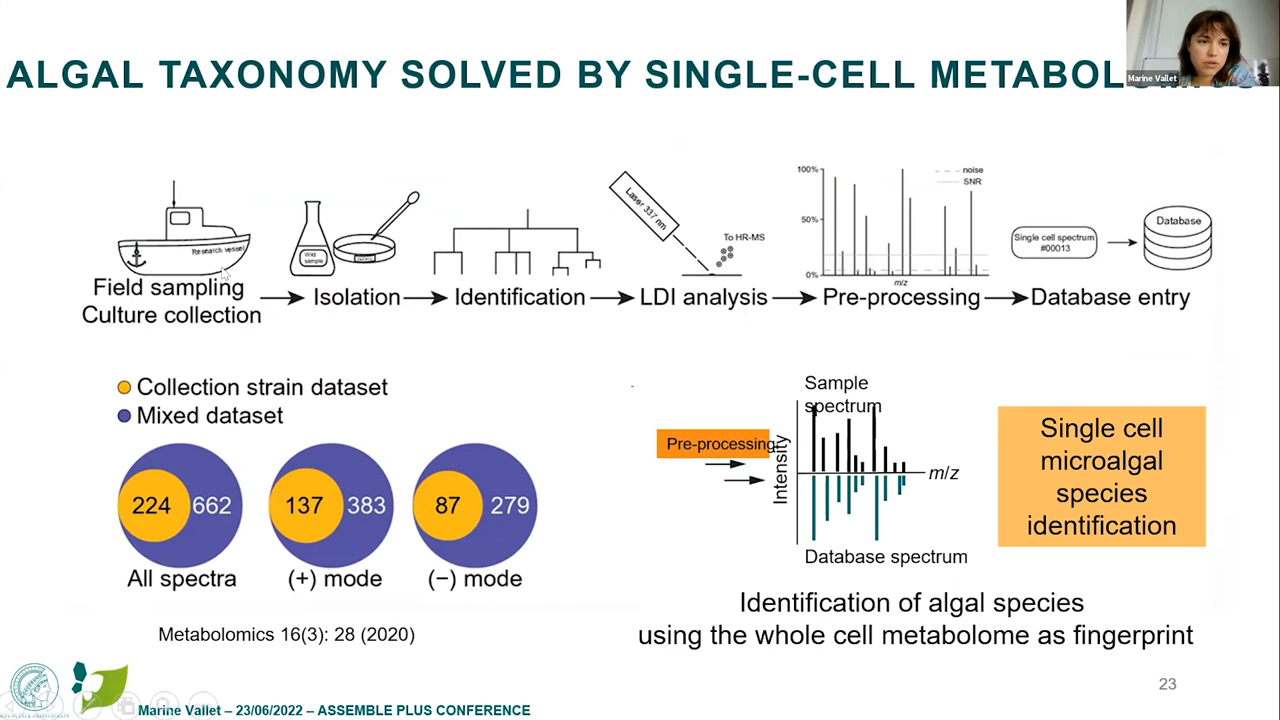 ALGAL TAXONOMY SOLVED BY SINGLE-CELL METABOL
Marine Vallet
Research vessel
Wild
sample
Laser 337 nm
To HR-MS
100%
50%
0%
noise
SNR
m/z
Single cell spectrum
#00013
Database
Field sampling
Culture collection
Isolation
Identification
LDI analysis
Pre-processing
Database entry
Collection strain dataset
Mixed dataset
224 662
137 383
87 279
All spectra
(+) mode
(−) mode
Metabolomics 16(3): 28 (2020)
Pre-processing
Sample
spectrum
Intensity
m/z
Database spectrum
Single cell
microalgal
species
identification
Identification of algal species
using the whole cell metabolome as fingerprint
23
Marine Vallet – 23/06/2022 – ASSEMBLE PLUS CONFERENCE